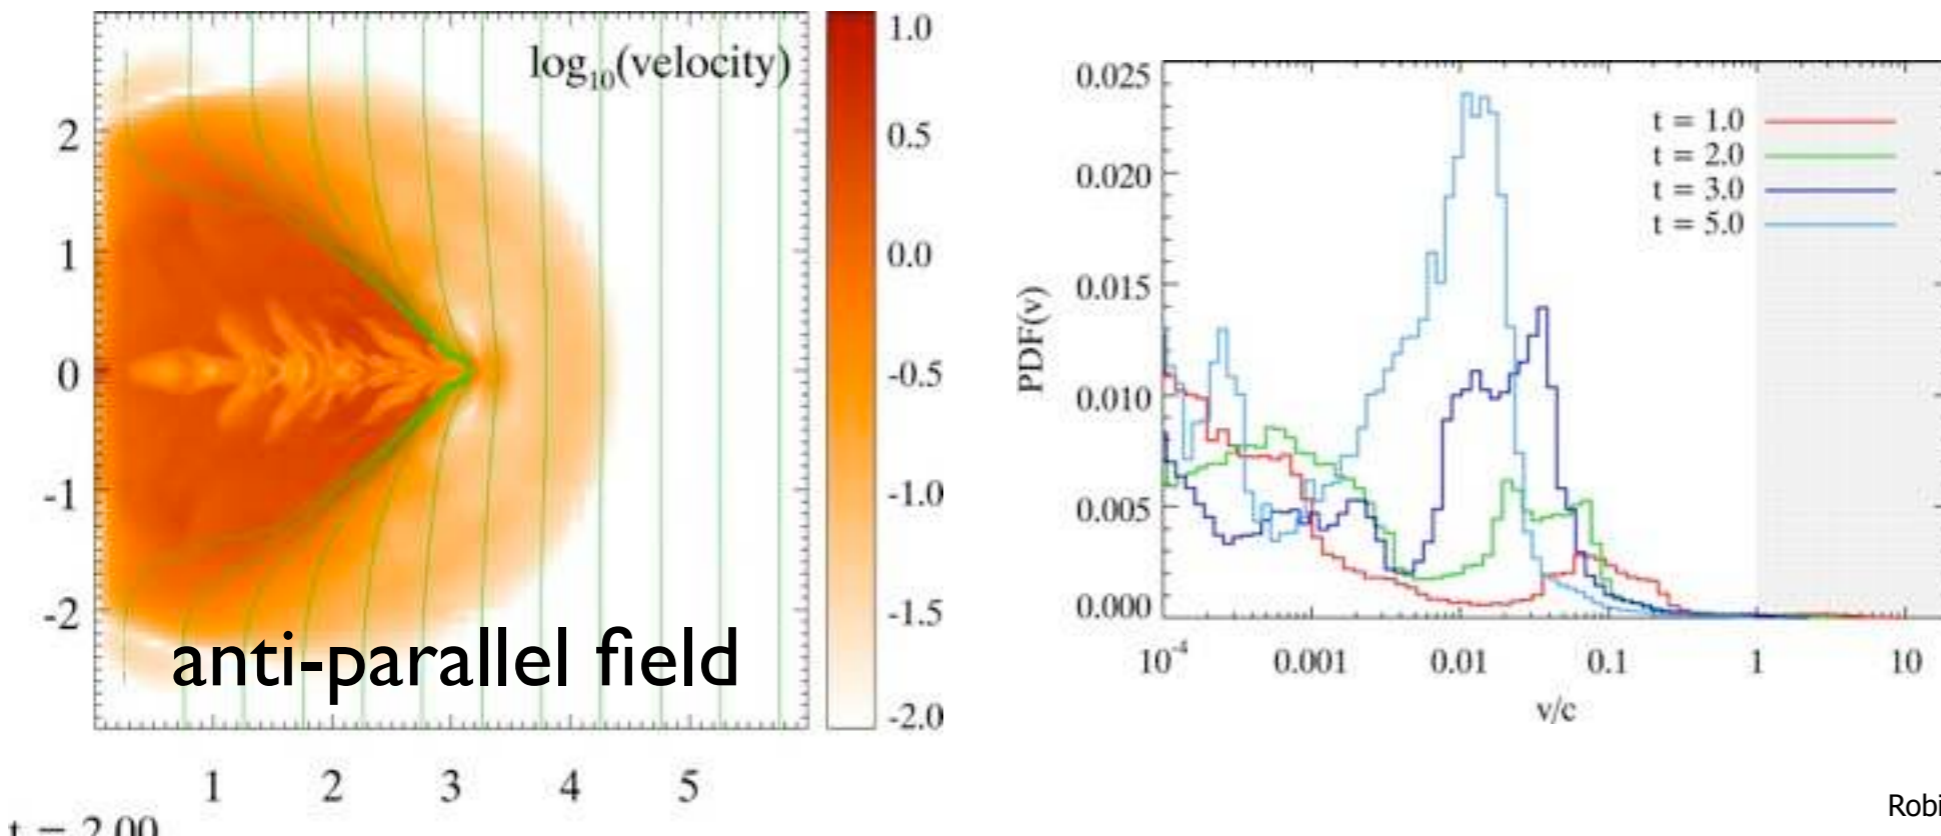 log10(velocity)
2
1
0
-1
-2
anti-parallel field
1 2 3 4 5
1.0
0.5
0.0
-0.5
-1.0
-1.5
-2.0
t = 2.00
0.025
0.020
0.015
0.010
0.005
0.000
PDF(v)
t = 1.0
t = 2.0
t = 3.0
t = 5.0
10-4 0.001 0.01 0.1 1 10
v/c
Robi